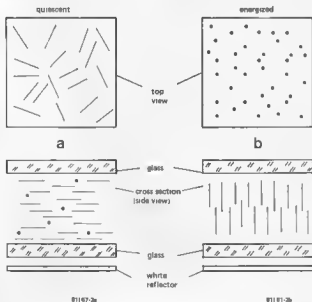 quiescent
energized
top
view
a
b
glass
cross section
(side view)
glass
white
reflector